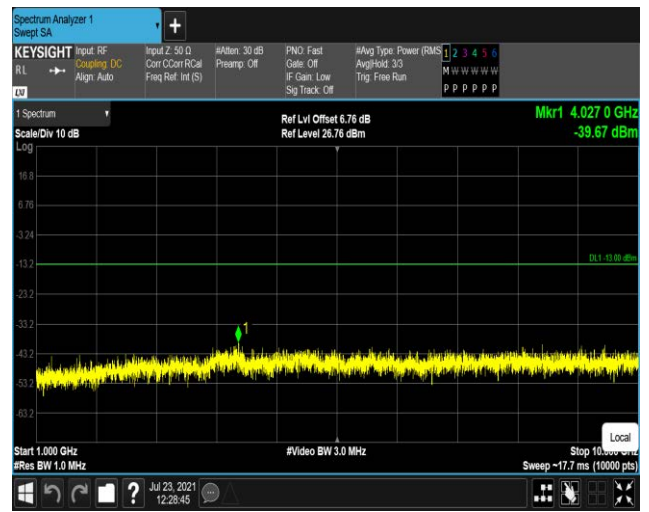 Spectrum Analyzer 1
Swept SA
KEYSIGHT Input: RF Input Z: 50 Ω #Atten: 30 dB PNO: Fast #Avg Type: Power (RMS 1 2 3 4 5 6
R L Coupling: DC Corr CCorr RCal Preamp: Off Gate: Off Avg|Hold: 3/3 M W W W W W
Align: Auto Freq Ref: Int (S) IF Gain: Low Trig: Free Run
LXI Sig Track: Off P P P P P P
1 Spectrum Ref Lvl Offset 6.76 dB Mkr1 4.027 0 GHz
Scale/Div 10 dB Ref Level 26.76 dBm -39.67 dBm
Log
16.8
6.76
-3.24
-13.2 DL1 -13.00 dBm
-23.2
-33.2
1
-43.2
-53.2
-63.2
Local
Start 1.000 GHz #Video BW 3.0 MHz Stop 10.000 GHz
#Res BW 1.0 MHz Sweep ~17.7 ms (10000 pts)
? Jul 23, 2021
12:28:45